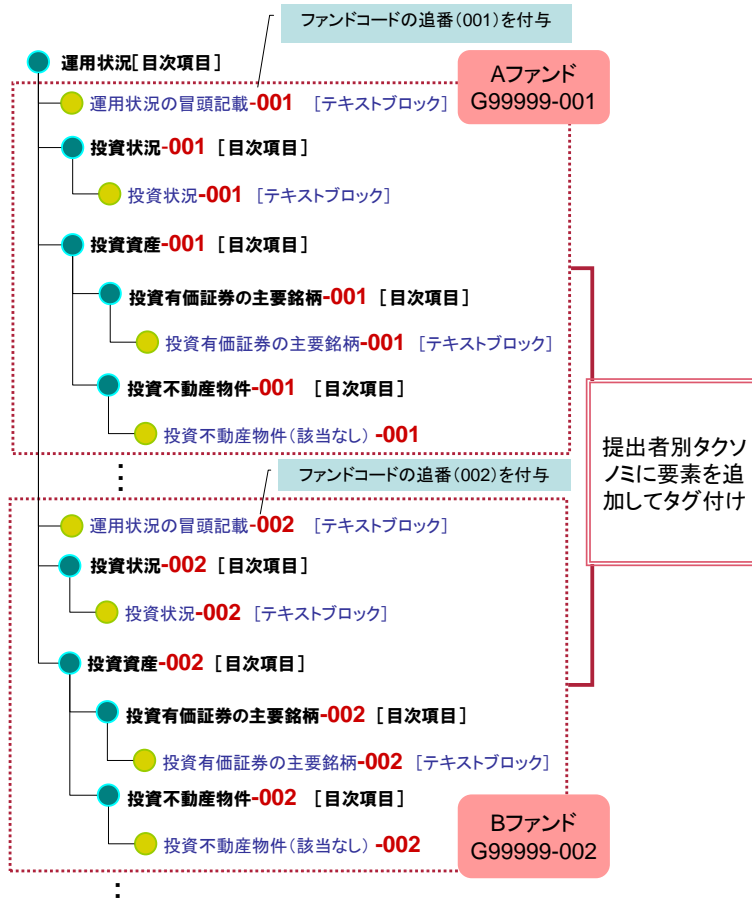 ファンドコードの追番(001)を付与
運用状況[目次項目]
Aファンド
G99999-001
運用状況の冒頭記載-001 [テキストブロック]
投資状況-001 [目次項目]
投資状況-001 [テキストブロック]
投資資産-001 [目次項目]
投資有価証券の主要銘柄-001 [目次項目]
投資有価証券の主要銘柄-001 [テキストブロック]
投資不動産物件-001 [目次項目]
投資不動産物件(該当なし) -001
提出者別タクソ
ノミに要素を追
加してタグ付け
ファンドコードの追番(002)を付与
運用状況の冒頭記載-002 [テキストブロック]
投資状況-002 [目次項目]
投資状況-002 [テキストブロック]
投資資産-002 [目次項目]
投資有価証券の主要銘柄-002 [目次項目]
投資有価証券の主要銘柄-002 [テキストブロック]
投資不動産物件-002 [目次項目]
投資不動産物件(該当なし) -002
Bファンド
G99999-002